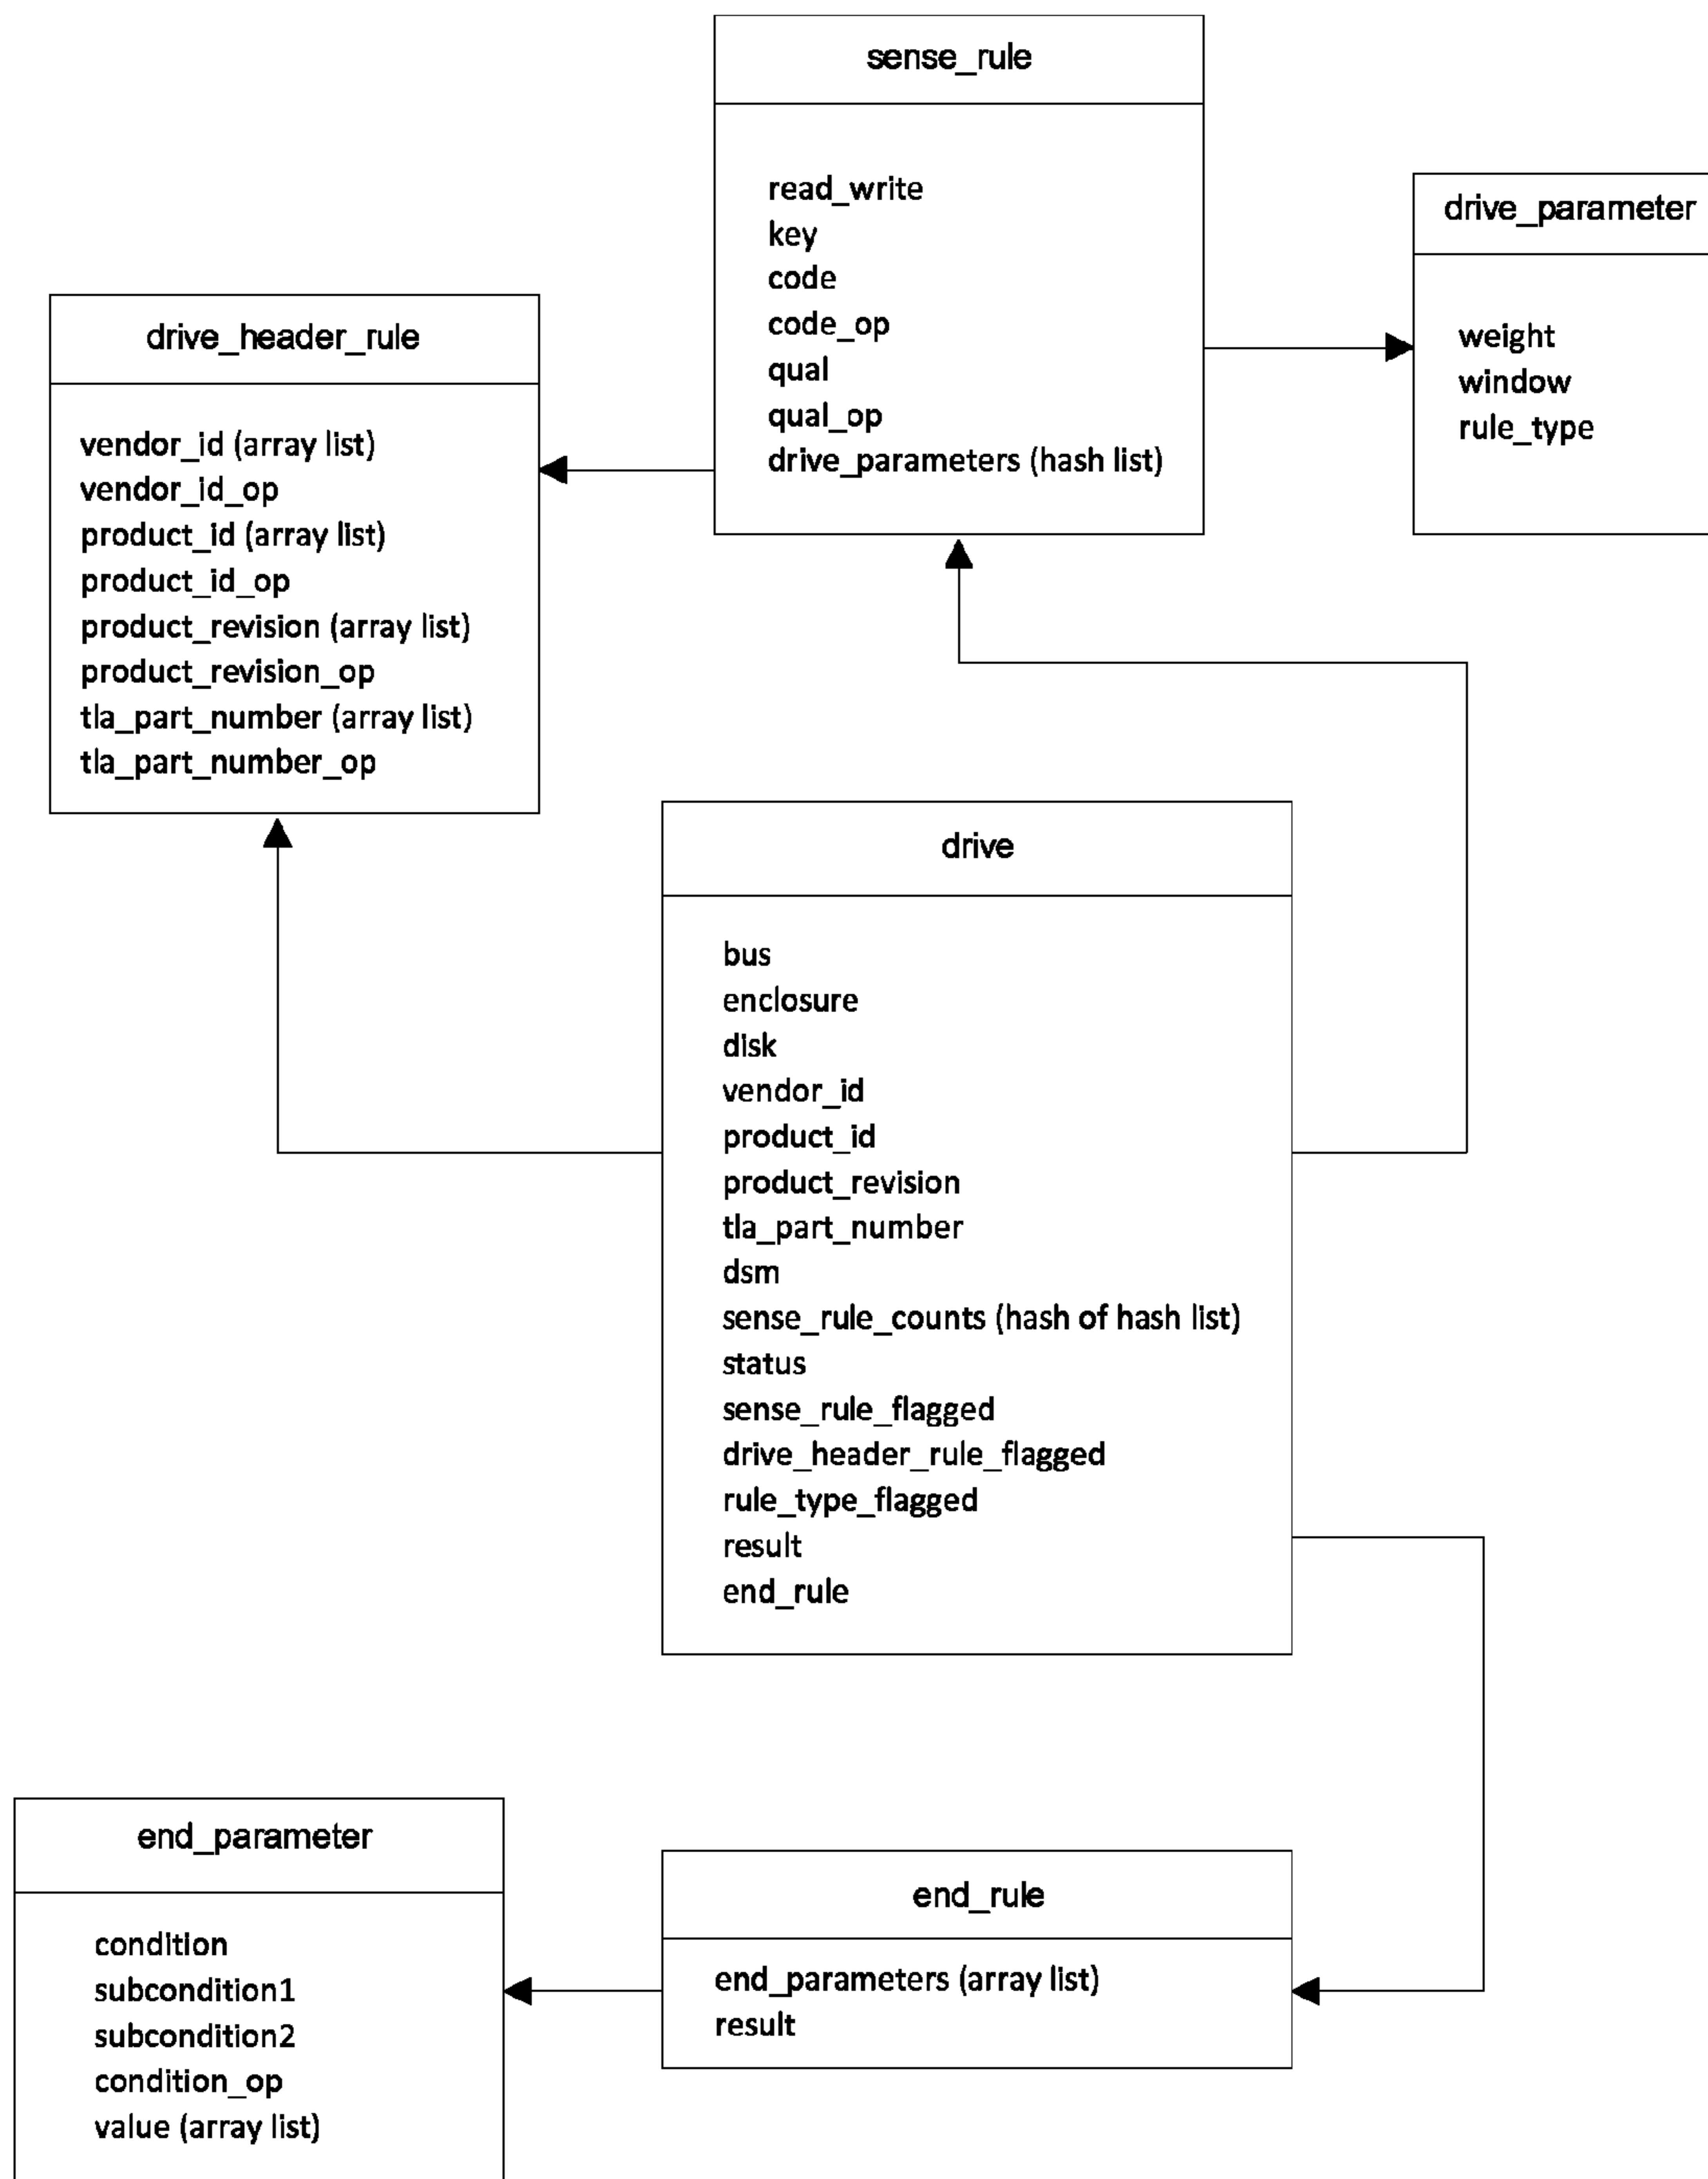 sense_rule
read_write
key
code
code_op
qual
qual_op
drive_parameters (hash list)
drive_parameter
weight
window
rule_type
drive_header_rule
vendor_id (array list)
vendor_id_op
product_id (array list)
product_id_op
product_revision (array list)
product_revision_op
tla_part_number (array list)
tla_part_number_op
drive
bus
enclosure
disk
vendor_id
product_id
product_revision
tla_part_number
dsm
sense_rule_counts (hash of hash list)
status
sense_rule_flagged
drive_header_rule_flagged
rule_type_flagged
result
end_rule
end_parameter
condition
subcondition1
subcondition2
condition_op
value (array list)
end_rule
end_parameters (array list)
result